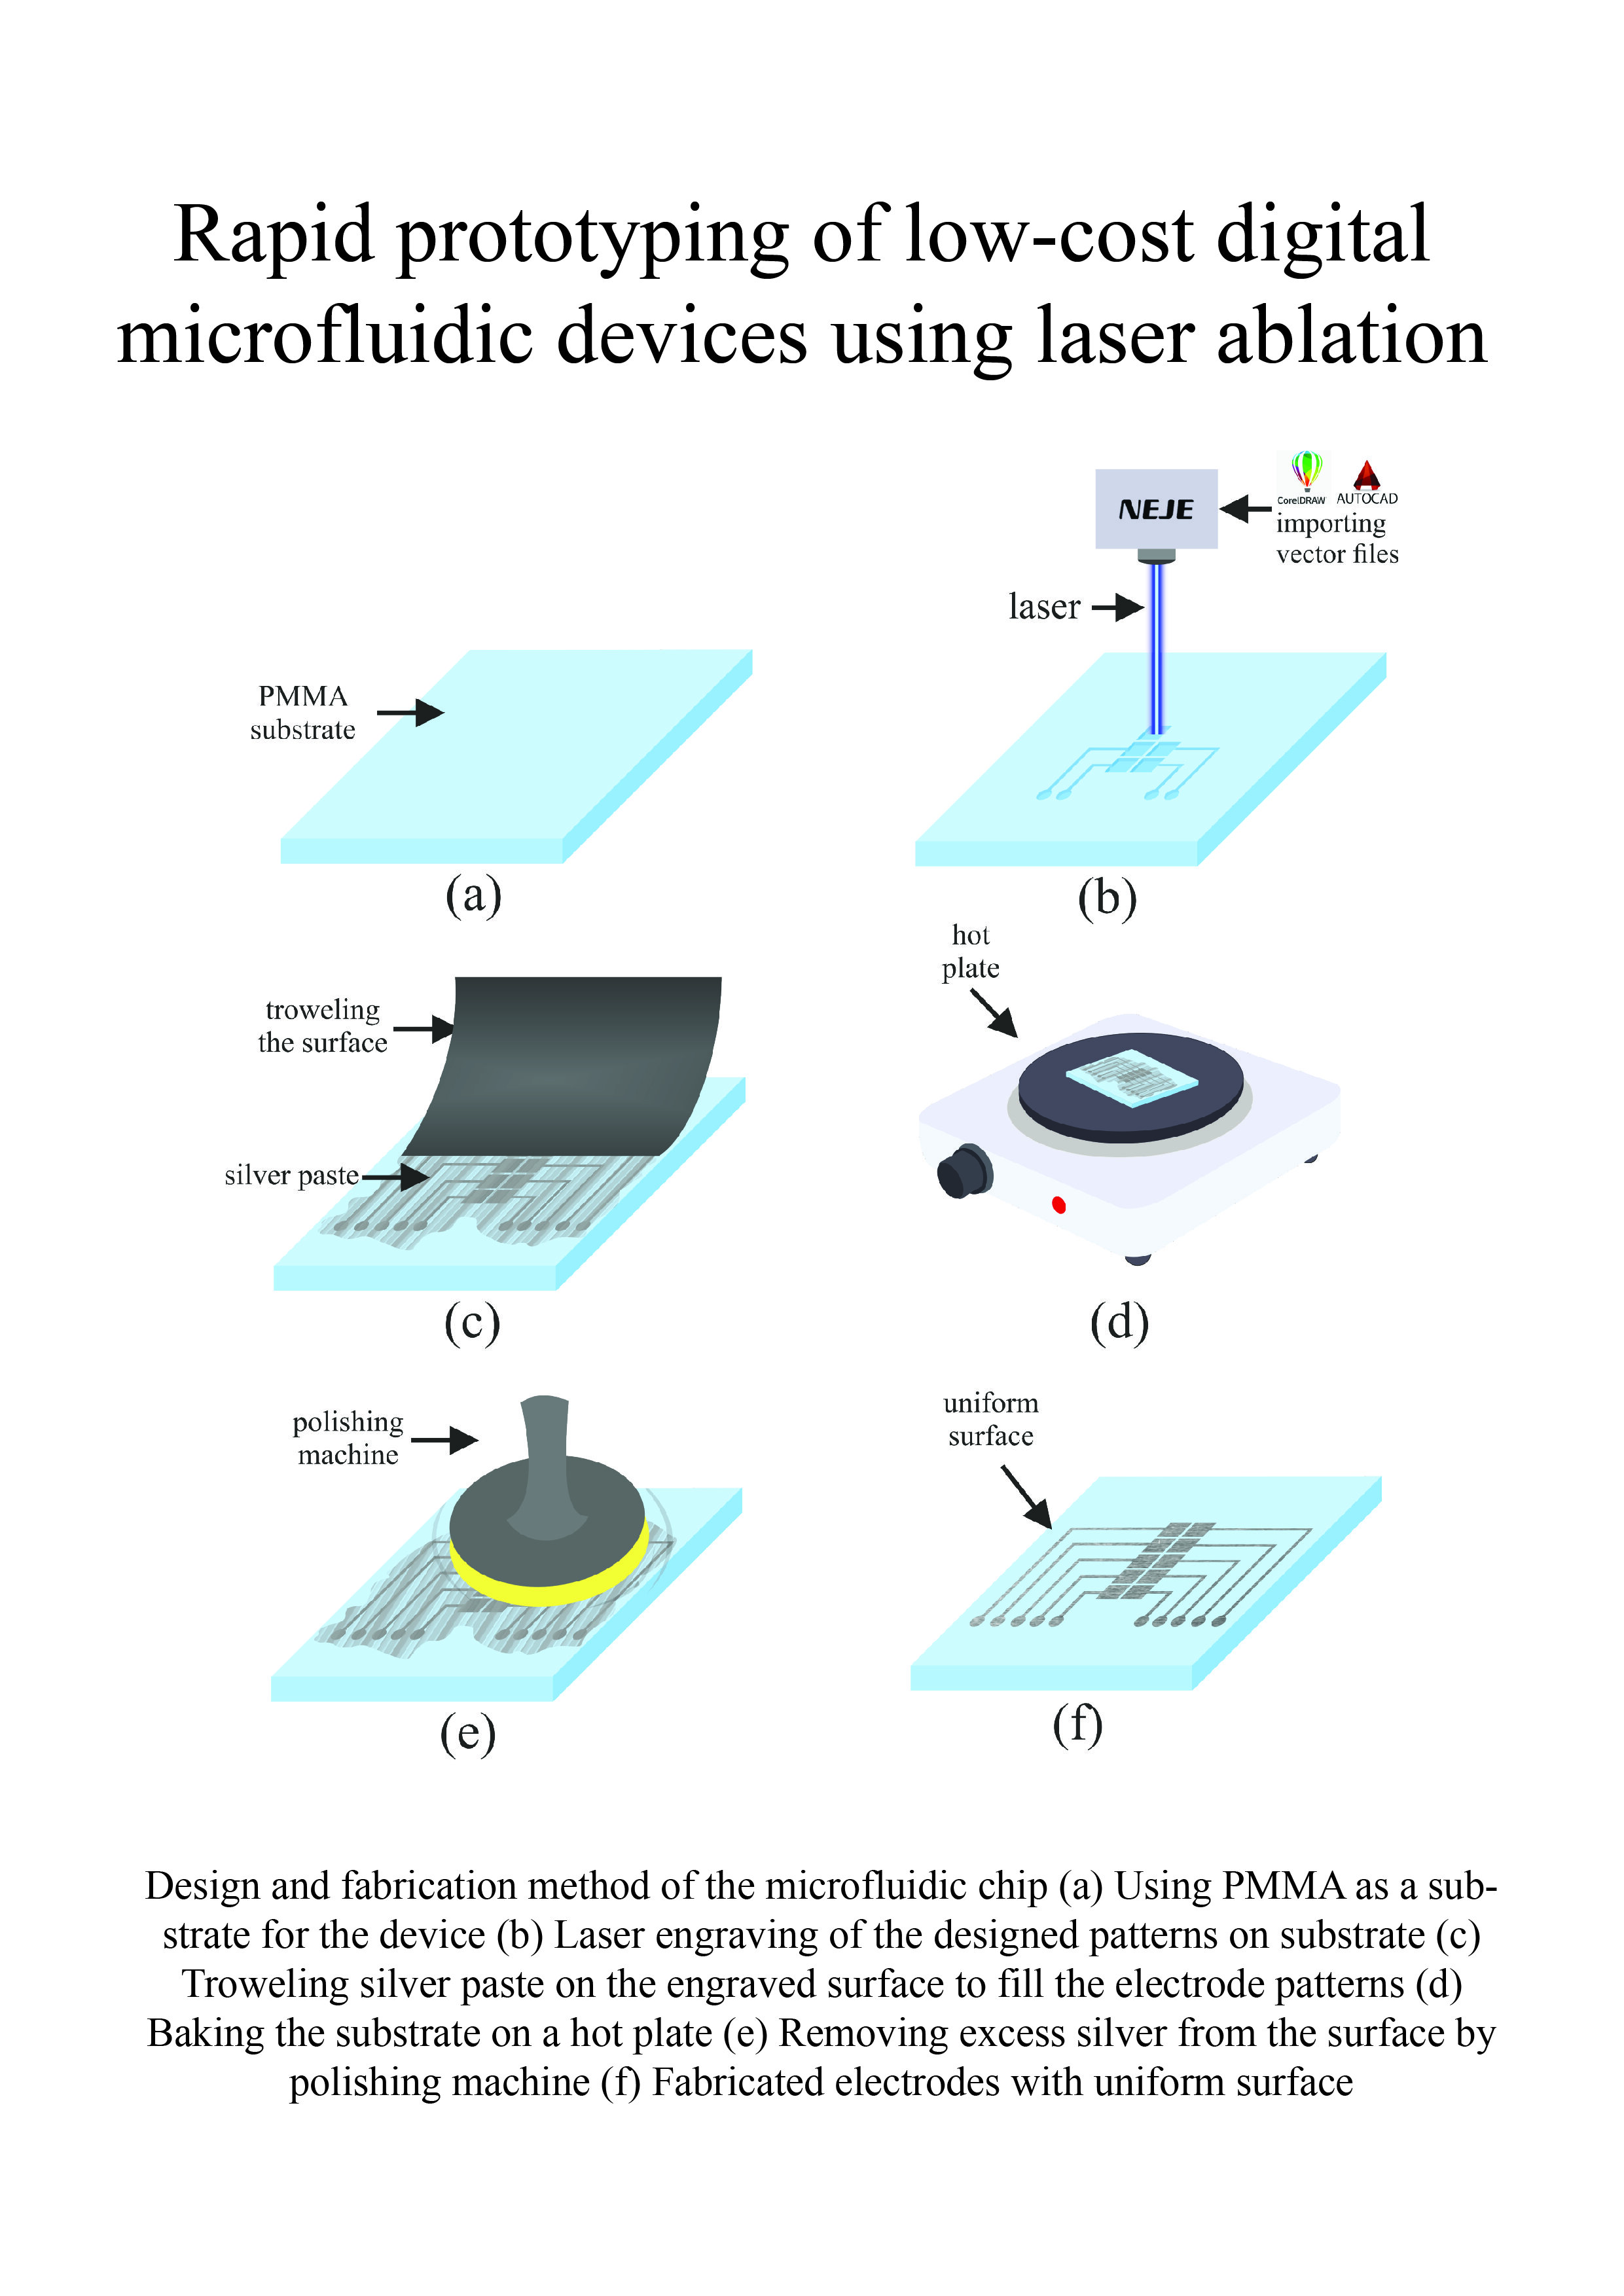 Rapid prototyping of low-cost digital
microfluidic devices using laser ablation
PMMA
substrate
(a)
NEJE
CorelDRAW AUTOCAD
importing
vector files
laser
(b)
troweling
the surface
silver paste
(c)
hot
plate
(d)
polishing
machine
(e)
uniform
surface
(f)
Design and fabrication method of the microfluidic chip (a) Using PMMA as a sub-
strate for the device (b) Laser engraving of the designed patterns on substrate (c)
Troweling silver paste on the engraved surface to fill the electrode patterns (d)
Baking the substrate on a hot plate (e) Removing excess silver from the surface by
polishing machine (f) Fabricated electrodes with uniform surface